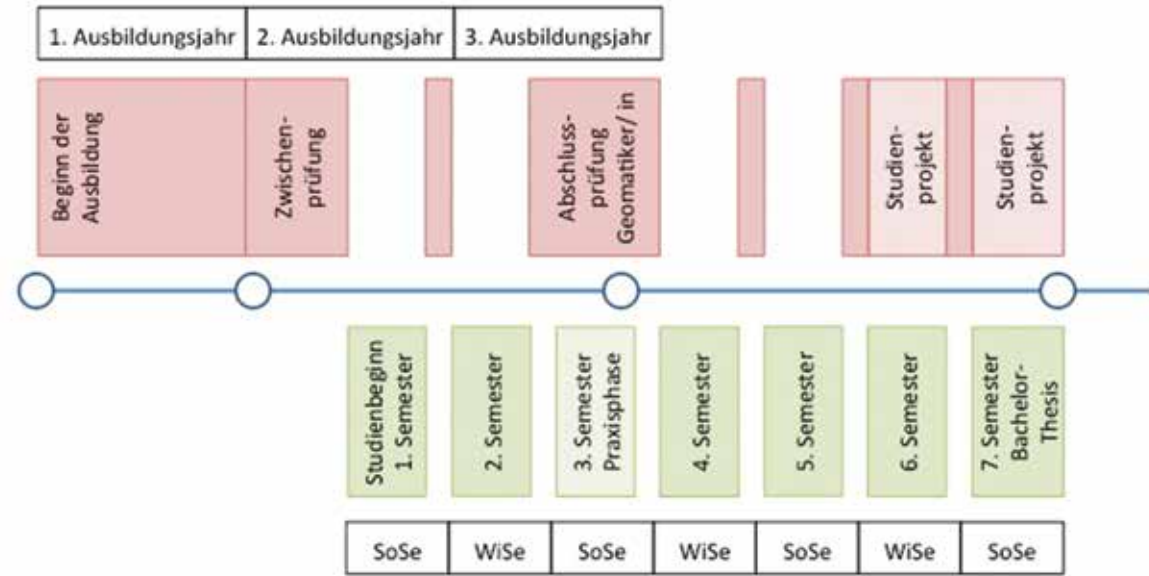 1. Ausbildungsjahr
2. Ausbildungsjahr
3. Ausbildungsjahr
Beginn der
Ausbildung
Zwischen-
prüfung
Abschluss-
prüfung
Geomatiker/ in
Studien-
projekt
Studien-
projekt
Studienbeginn
1. Semester
2. Semester
3. Semester
Praxisphase
4. Semester
5. Semester
6. Semester
7. Semester
Bachelor-
Thesis
SoSe
WiSe
SoSe
WiSe
SoSe
WiSe
SoSe